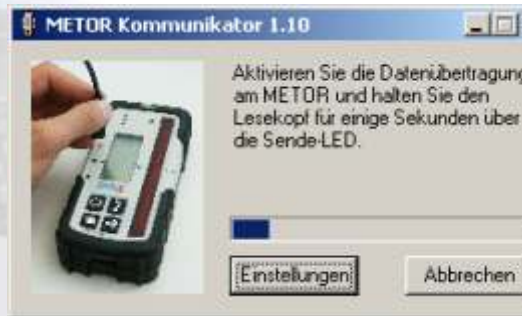 METOR Kommunikator 1.10
Aktivieren Sie die Datenübertragung
am METOR und halten Sie den
Lesekopf für einige Sekunden über
die Sende-LED.
Einstellungen
Abbrechen